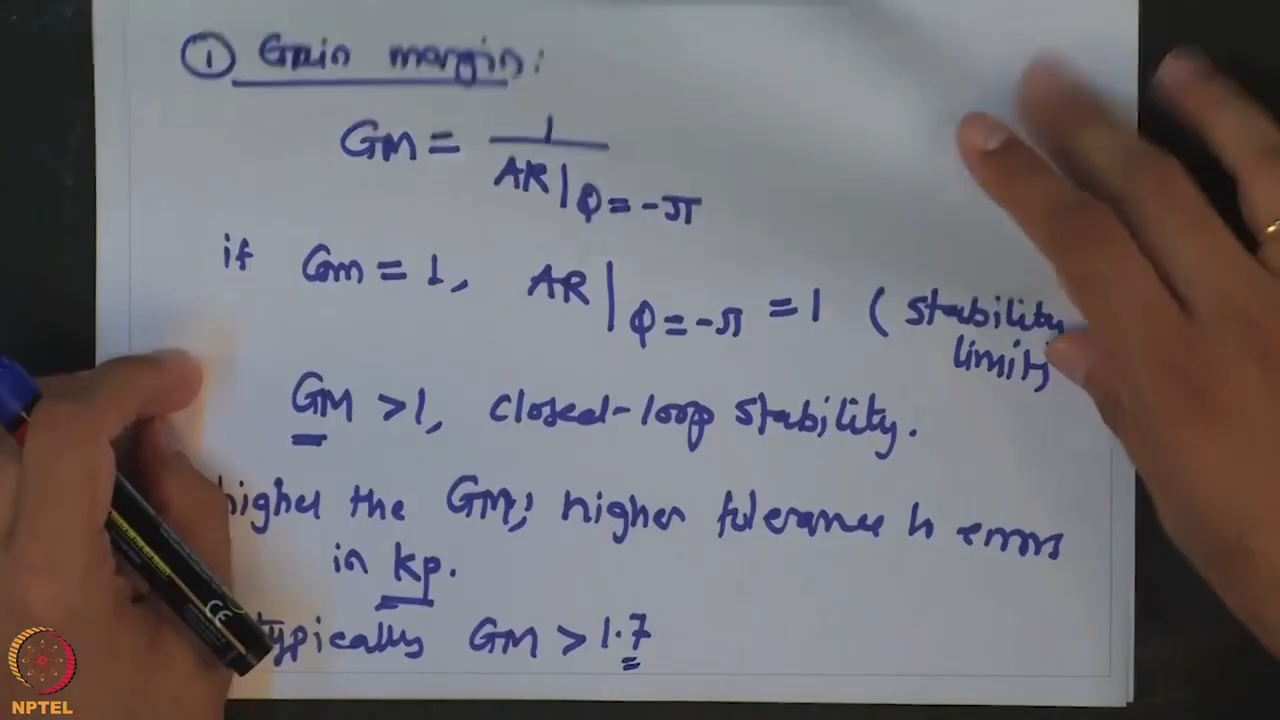 ① Gain margin:
GM = 1 / AR|φ=-π
if GM = 1, AR|φ=-π = 1 (stability
limit)
GM > 1, closed-loop stability.
higher the GM, higher tolerance to errors
in kp.
typically GM > 1.7
CE
NPTEL